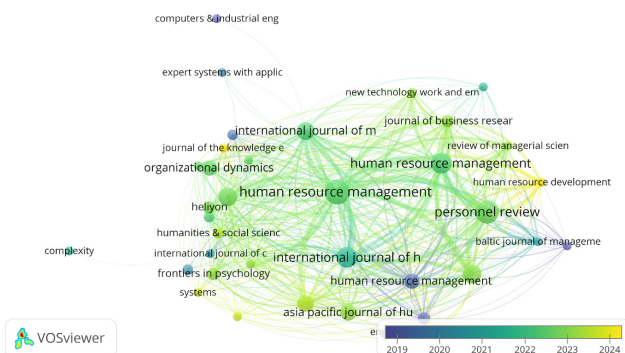 computers & industrial eng
expert systems with applic
new technology work and em
journal of business resear
international journal of m
journal of the knowledge e
review of managerial scien
organizational dynamics
human resource management
human resource development
human resource management
heliyon
personnel review
humanities & social scienc
baltic journal of manageme
complexity
international journal of c
international journal of h
frontiers in psychology
human resource management
systems
asia pacific journal of hu
VOSviewer
2019 2020 2021 2022 2023 2024